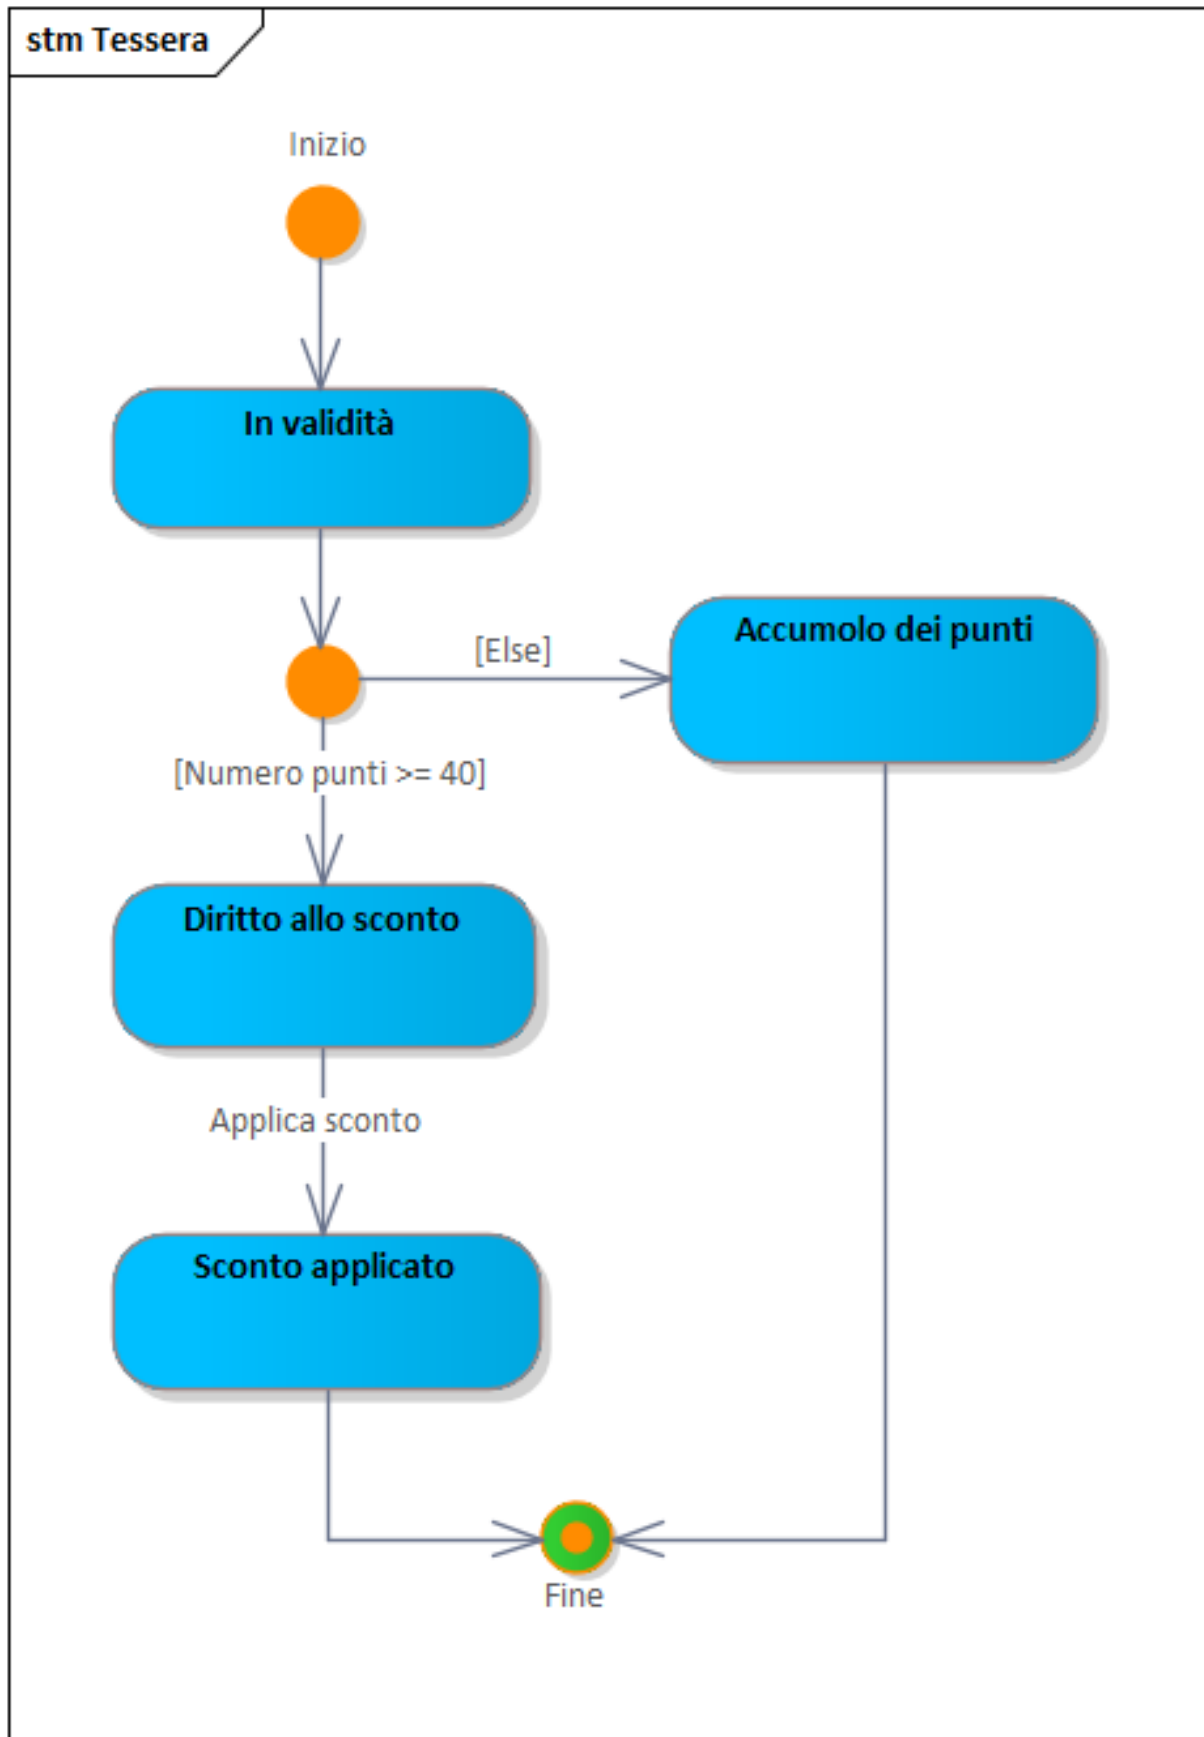 stm Tessera
Inizio
In validità
[Else]
Accumolo dei punti
[Numero punti >= 40]
Diritto allo sconto
Applica sconto
Sconto applicato
Fine